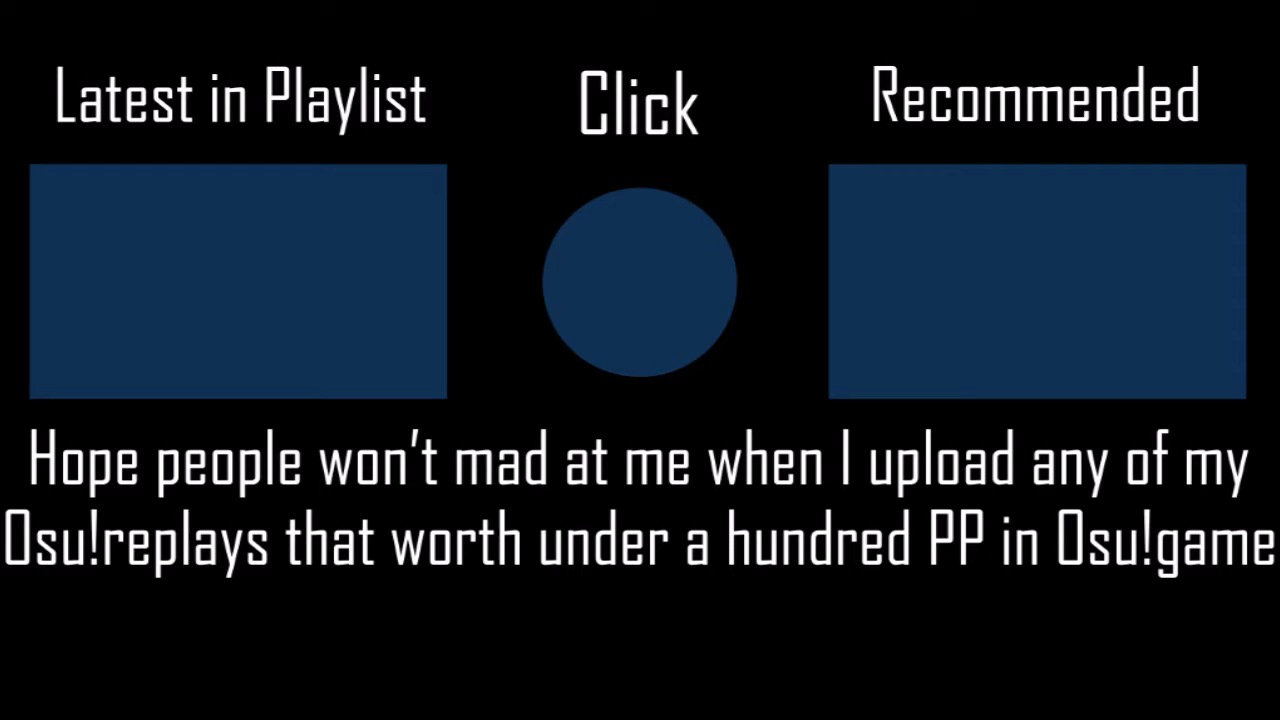 Latest in Playlist
Click
Recommended
Hope people won't mad at me when I upload any of my
Osu!replays that worth under a hundred PP in Osu!game